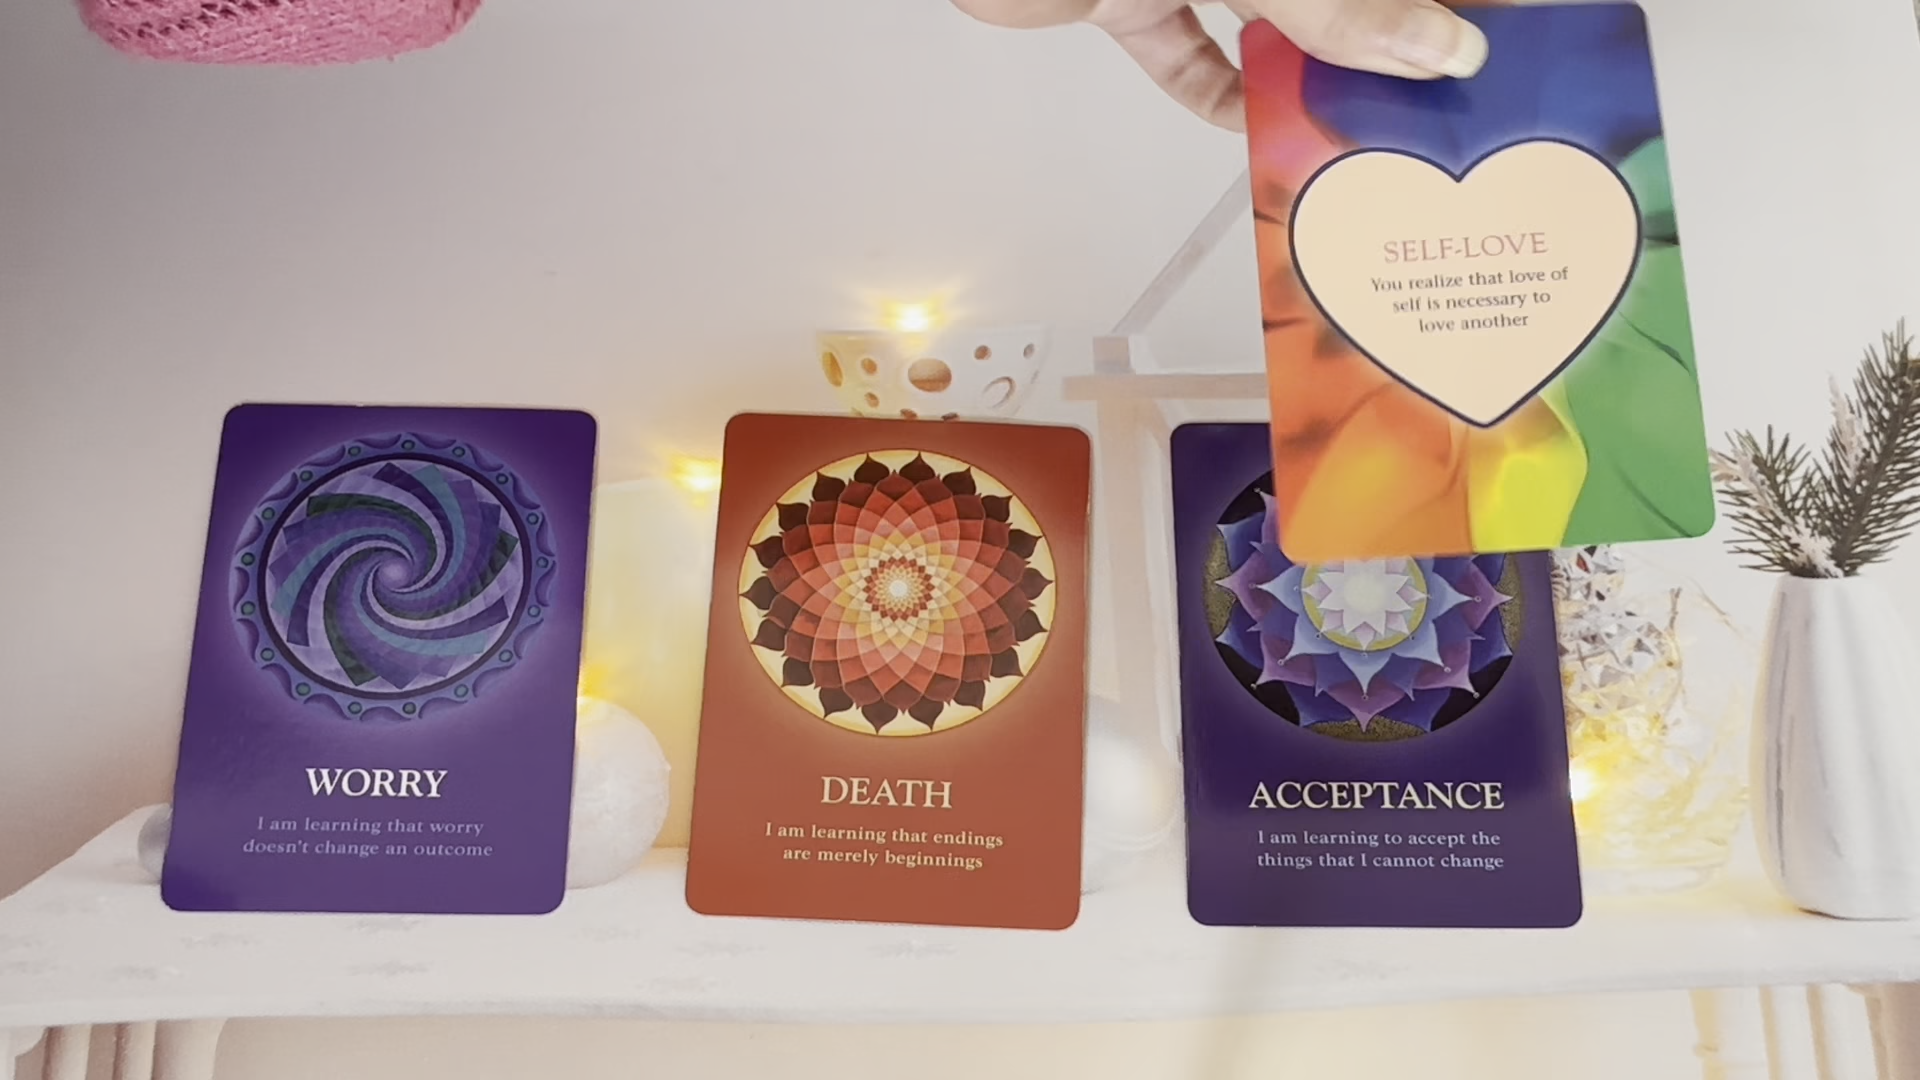 SELF-LOVE
You realize that love of
self is necessary to
love another
WORRY
I am learning that worry
doesn't change an outcome
DEATH
I am learning that endings
are merely beginnings
ACCEPTANCE
I am learning to accept the
things that I cannot change